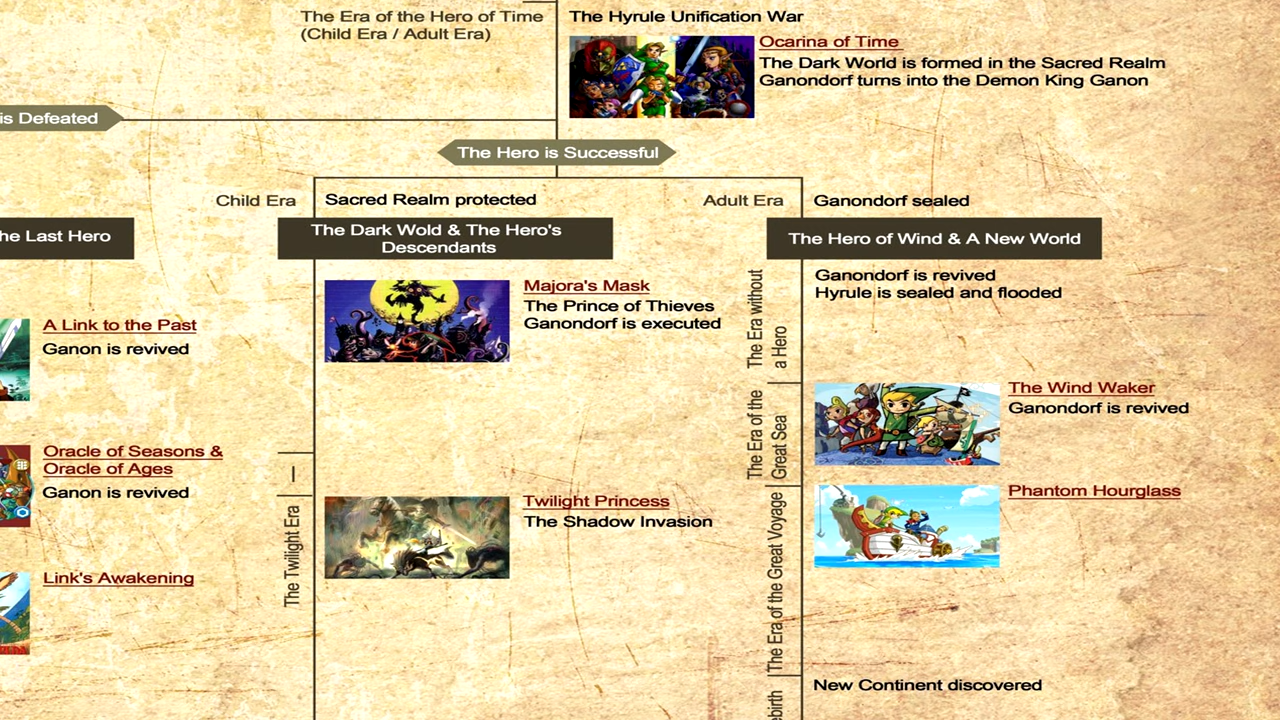 The Era of the Hero of Time
(Child Era / Adult Era)
The Hyrule Unification War
Ocarina of Time
The Dark World is formed in the Sacred Realm
Ganondorf turns into the Demon King Ganon
is Defeated
The Hero is Successful
Child Era
Sacred Realm protected
Adult Era
Ganondorf sealed
he Last Hero
The Dark Wold & The Hero's
Descendants
The Hero of Wind & A New World
A Link to the Past
Ganon is revived
Oracle of Seasons &
Oracle of Ages
Ganon is revived
Link's Awakening
Majora's Mask
The Prince of Thieves
Ganondorf is executed
The Twilight Era
Twilight Princess
The Shadow Invasion
The Era without
a Hero
Ganondorf is revived
Hyrule is sealed and flooded
The Era of the
Great Sea
The Wind Waker
Ganondorf is revived
The Era of the Great Voyage
Phantom Hourglass
ebirth
New Continent discovered